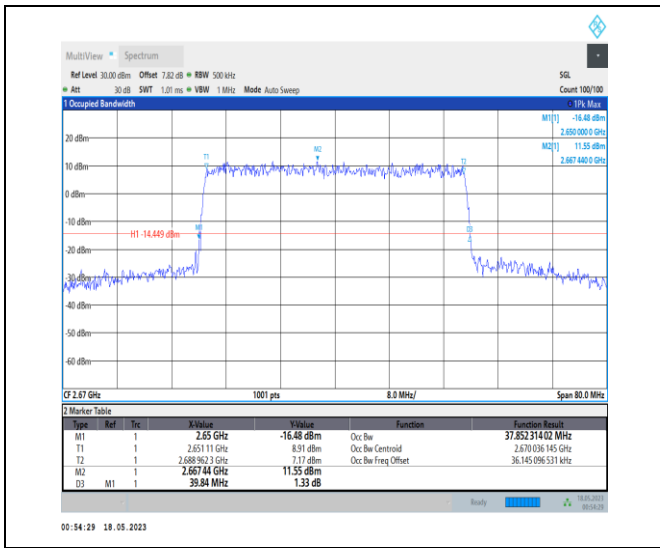 MultiView Spectrum
Ref Level 30.00 dBm Offset 7.82 dB RBW 500 kHz SGL
Att 30 dB SWT 1.01 ms VBW 1 MHz Mode Auto Sweep Count 100/100
1 Occupied Bandwidth 1Pk Max
M1[1] -16.48 dBm
2.650 000 0 GHz
M2[1] 11.55 dBm
2.667 440 0 GHz
20 dBm
M2
T1
T2
10 dBm
0 dBm
-10 dBm
M1
D3
H1 -14.449 dBm
-20 dBm
-30 dBm
-40 dBm
-50 dBm
-60 dBm
CF 2.67 GHz 1001 pts 8.0 MHz/ Span 80.0 MHz
2 Marker Table
Type Ref Trc X-Value Y-Value Function Function Result
M1 1 2.65 GHz -16.48 dBm Occ Bw 37.852 314 02 MHz
T1 1 2.651 11 GHz 8.91 dBm Occ Bw Centroid 2.670 036 145 GHz
T2 1 2.688 962 3 GHz 7.17 dBm Occ Bw Freq Offset 36.145 096 531 kHz
M2 1 2.667 44 GHz 11.55 dBm
D3 M1 1 39.84 MHz 1.33 dB
Ready 18.05.2023
00:54:29
00:54:29 18.05.2023